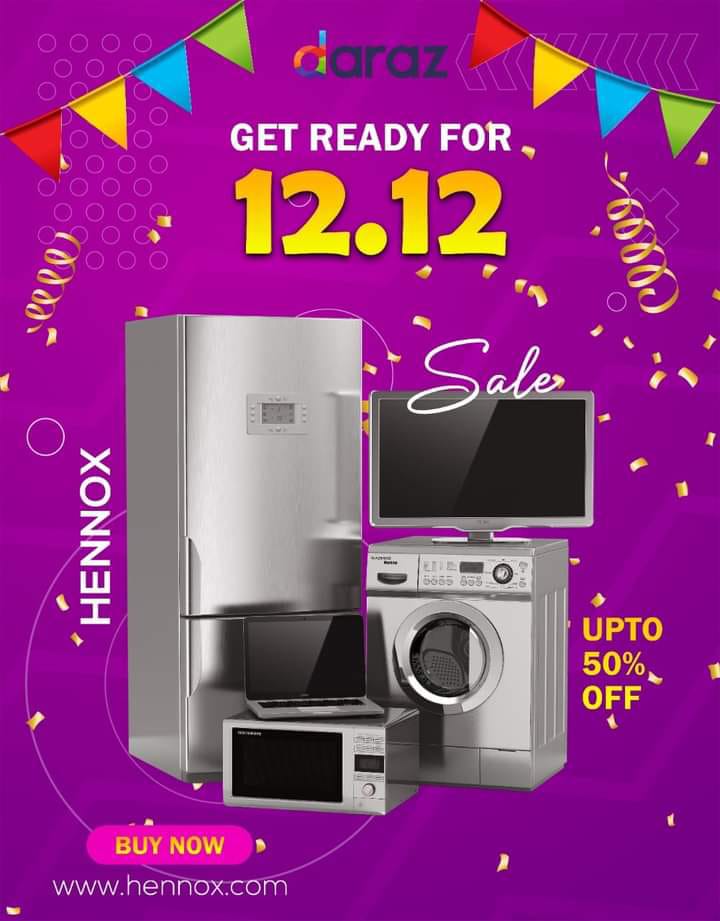 daraz
GET READY FOR
12.12
Sale
HENNOX
UPTO
50%
OFF
BUY NOW
www.hennox.com